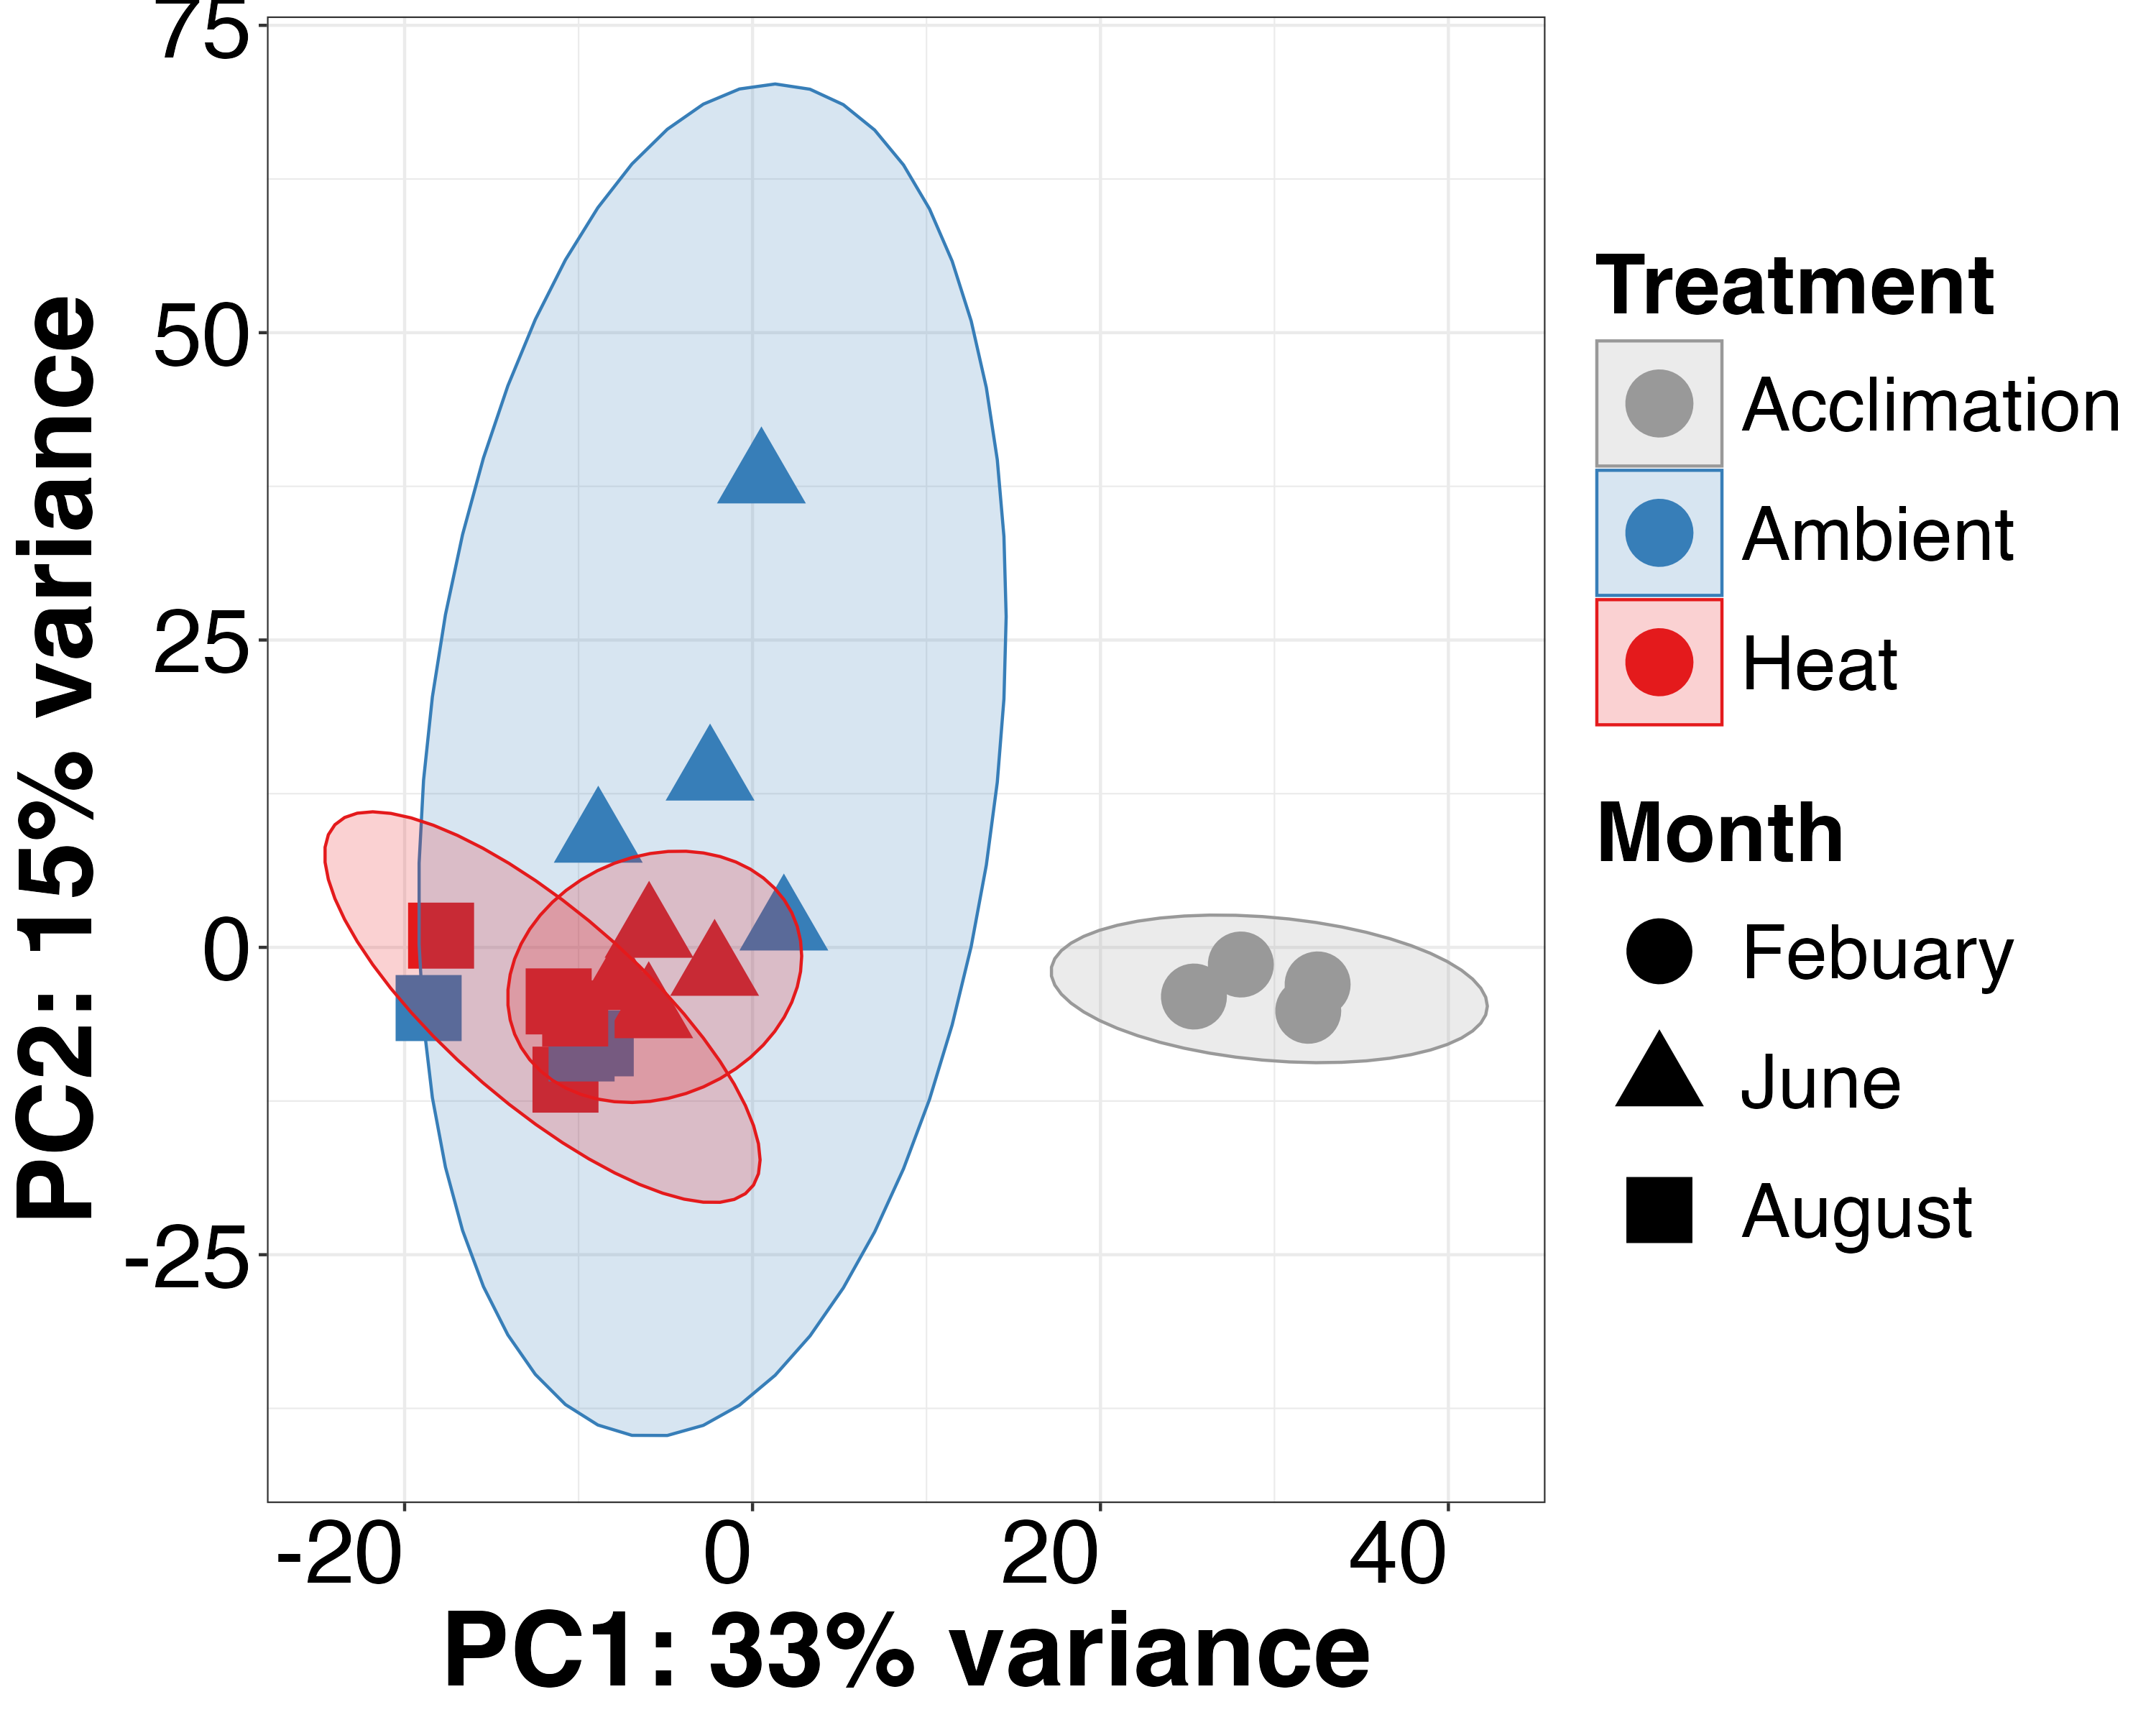 75
50
25
0
-25
PC2: 15% variance
-20
0
20
40
PC1: 33% variance
Treatment
Acclimation
Ambient
Heat
Month
Febuary
June
August